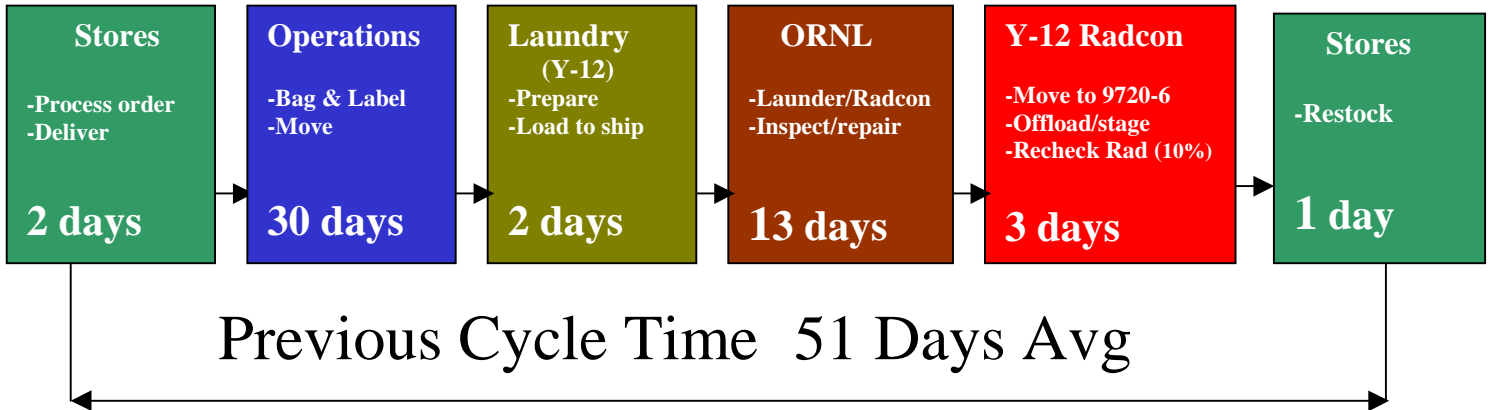 Stores
-Process order
-Deliver
2 days
Operations
-Bag & Label
-Move
30 days
Laundry
(Y-12)
-Prepare
-Load to ship
2 days
ORNL
-Launder/Radcon
-Inspect/repair
13 days
Y-12 Radcon
-Move to 9720-6
-Offload/stage
-Recheck Rad (10%)
3 days
Stores
-Restock
1 day
Previous Cycle Time 51 Days Avg